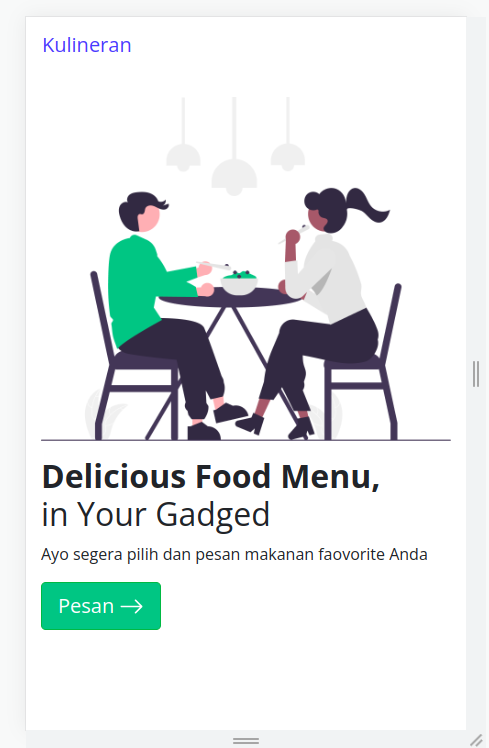 Kulineran
Delicious Food Menu,
in Your Gadged
Ayo segera pilih dan pesan makanan faovorite Anda
Pesan →